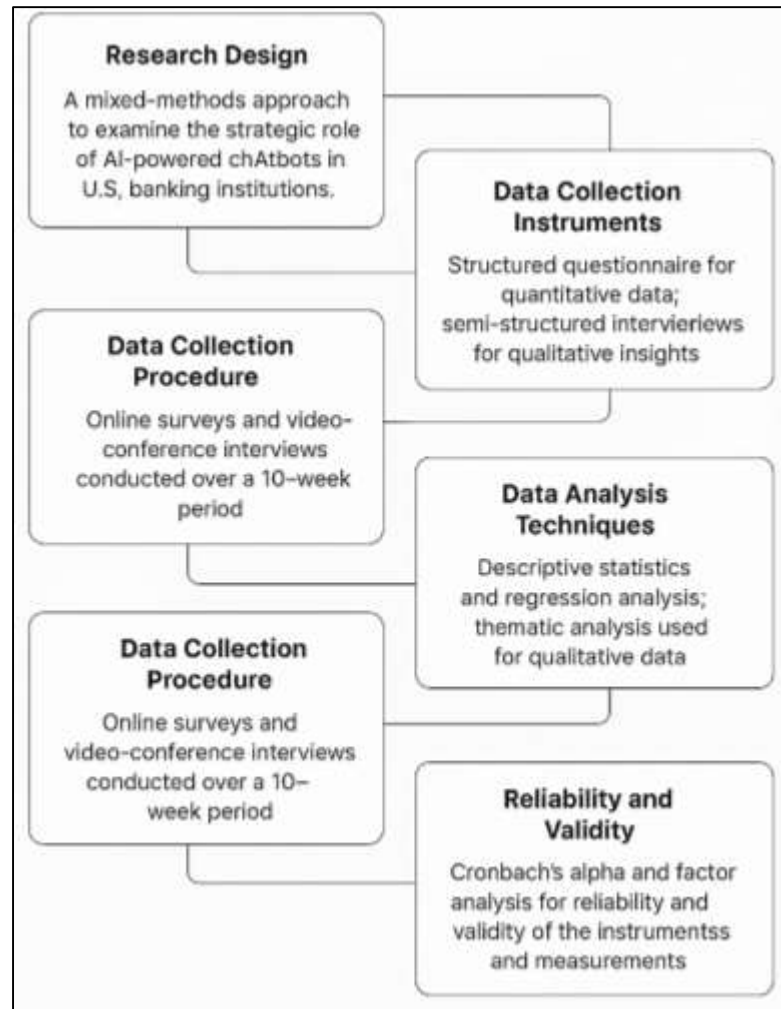 Research Design
A mixed-methods approach
to examine the strategic role
of AI-powered chAtbots in
U.S, banking institutions.
Data Collection
Instruments
Structured questionnaire for
quantitative data;
semi-structured intervieriews
for qualitative insights
Data Collection
Procedure
Online surveys and video-
conference interviews
conducted over a 10–week
period
Data Analysis
Techniques
Descriptive statistics
and regression analysis;
thematic analysis used
for qualitative data
Data Collection
Procedure
Online surveys and
video-conference interviews
conducted over a 10–
week period
Reliability and
Validity
Cronbach's alpha and factor
analysis for reliability and
validity of the instrumentss
and measurements